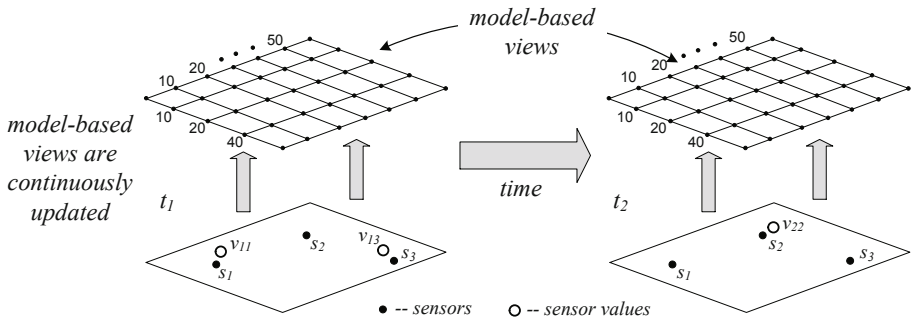 model-based
views
50
20
10
10
20
40
50
20
10
10
20
40
model-based
views are
continuously
updated
time
t1
t2
v11
s1
s2
v13
s3
v22
s2
s1
s3
-- sensors
-- sensor values